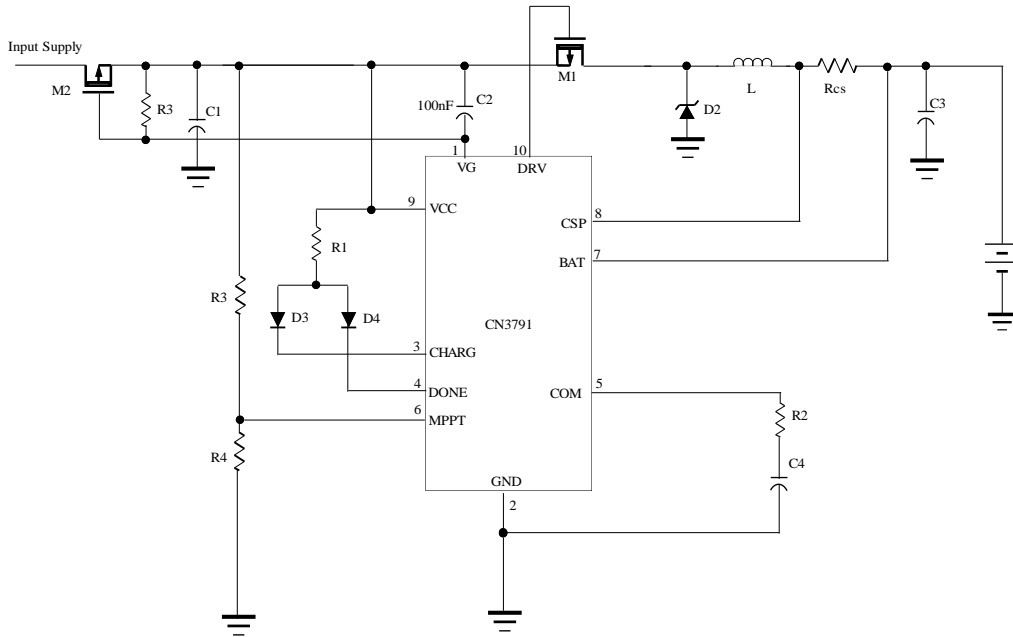 Input Supply
M2
R3
C1
100nF
C2
M1
L
Rcs
D2
C3
1
VG
10
DRV
9
VCC
CSP
8
R1
BAT
7
R3
D3
D4
CN3791
3
CHARG
4
DONE
COM
5
6
MPPT
R2
R4
C4
GND
2